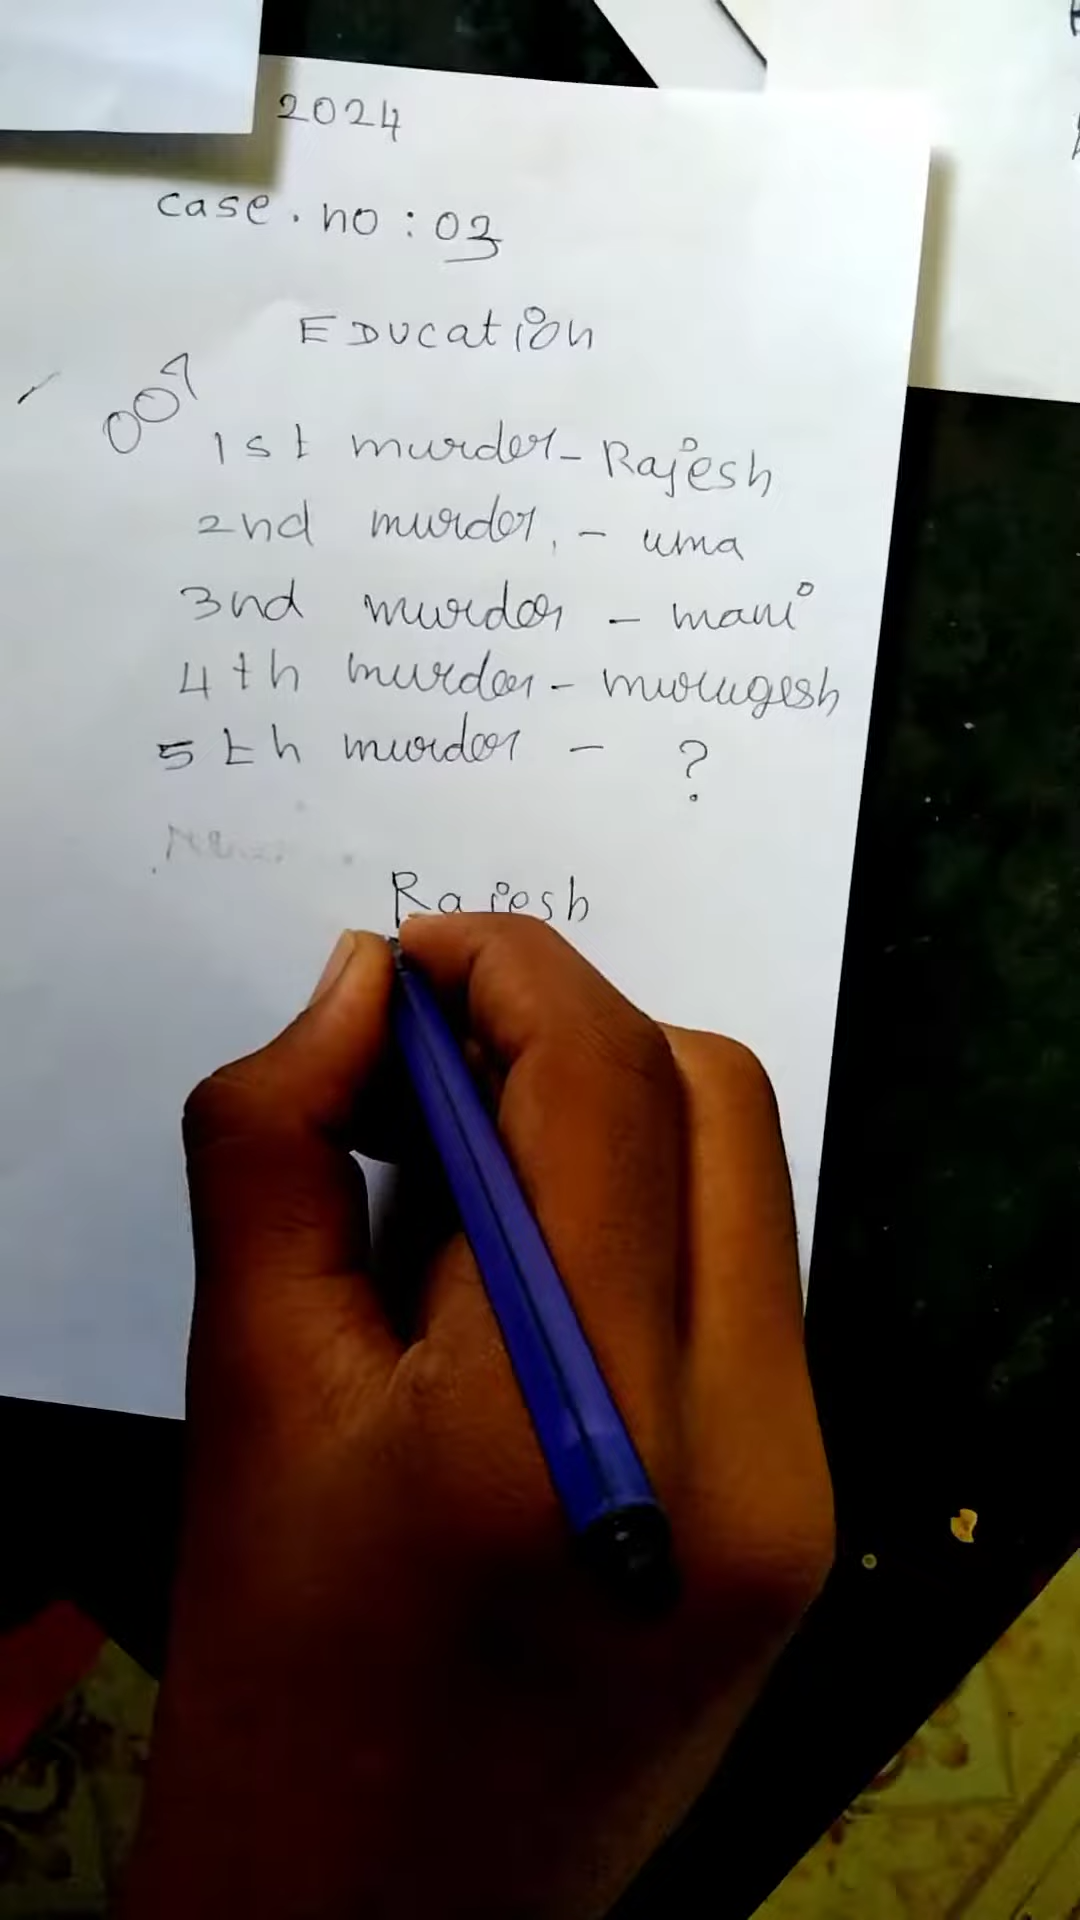 2024
case. no : 03
EDUcation
007
1st murder - Rajesh
2nd murder, - uma
3nd murder - mani
4th murder - murugesh
5th murder - ?
Rajesh